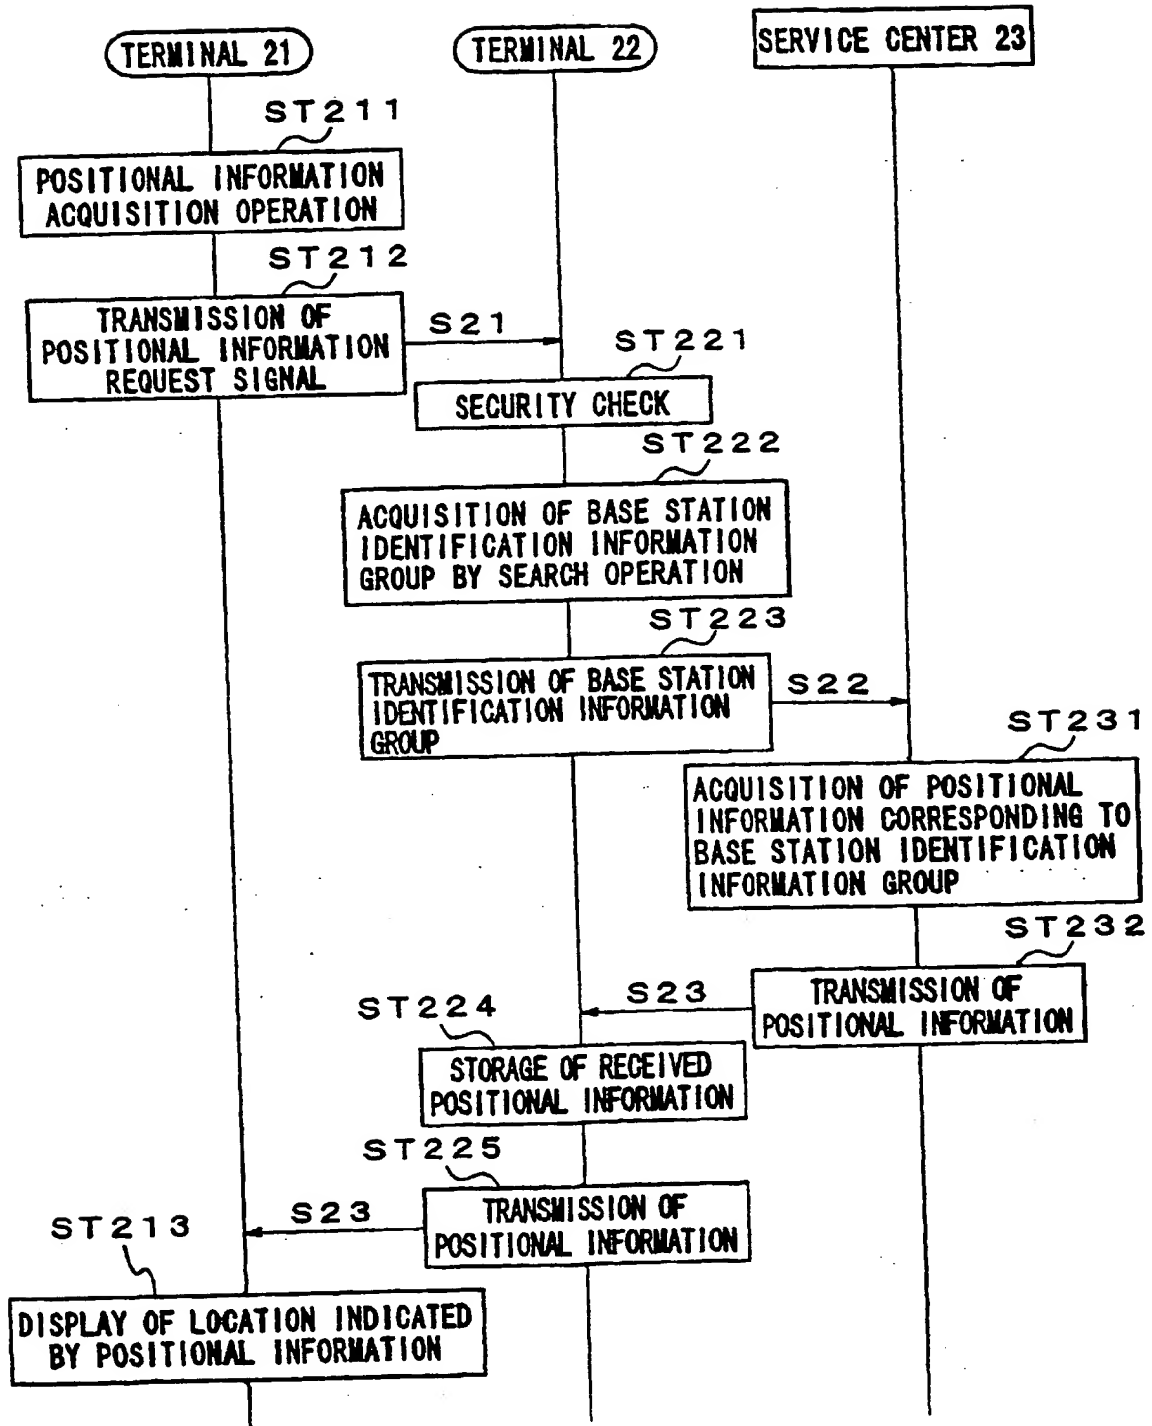 TERMINAL 21
TERMINAL 22
SERVICE CENTER 23
ST211
POSITIONAL INFORMATION
ACQUISITION OPERATION
ST212
TRANSMISSION OF
POSITIONAL INFORMATION
REQUEST SIGNAL
S21
ST221
SECURITY CHECK
ST222
ACQUISITION OF BASE STATION
IDENTIFICATION INFORMATION
GROUP BY SEARCH OPERATION
ST223
TRANSMISSION OF BASE STATION
IDENTIFICATION INFORMATION
GROUP
S22
ST231
ACQUISITION OF POSITIONAL
INFORMATION CORRESPONDING TO
BASE STATION IDENTIFICATION
INFORMATION GROUP
ST232
TRANSMISSION OF
POSITIONAL INFORMATION
S23
ST224
STORAGE OF RECEIVED
POSITIONAL INFORMATION
ST225
TRANSMISSION OF
POSITIONAL INFORMATION
S23
ST213
DISPLAY OF LOCATION INDICATED
BY POSITIONAL INFORMATION